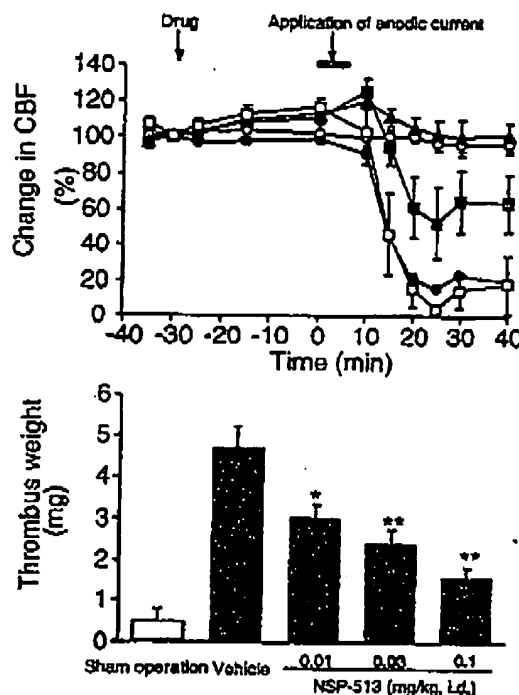 Drug Application of anodic current
Change in CBF
(%)
140
120
100
80
60
40
20
0
-40 -30 -20 -10 0 10 20 30 40
Time (min)
Thrombus weight
(mg)
6
5
4
3
2
1
0
* ** **
Sham operation Vehicle 0.01 0.03 0.1
NSP-513 (mg/kg, i.d.)